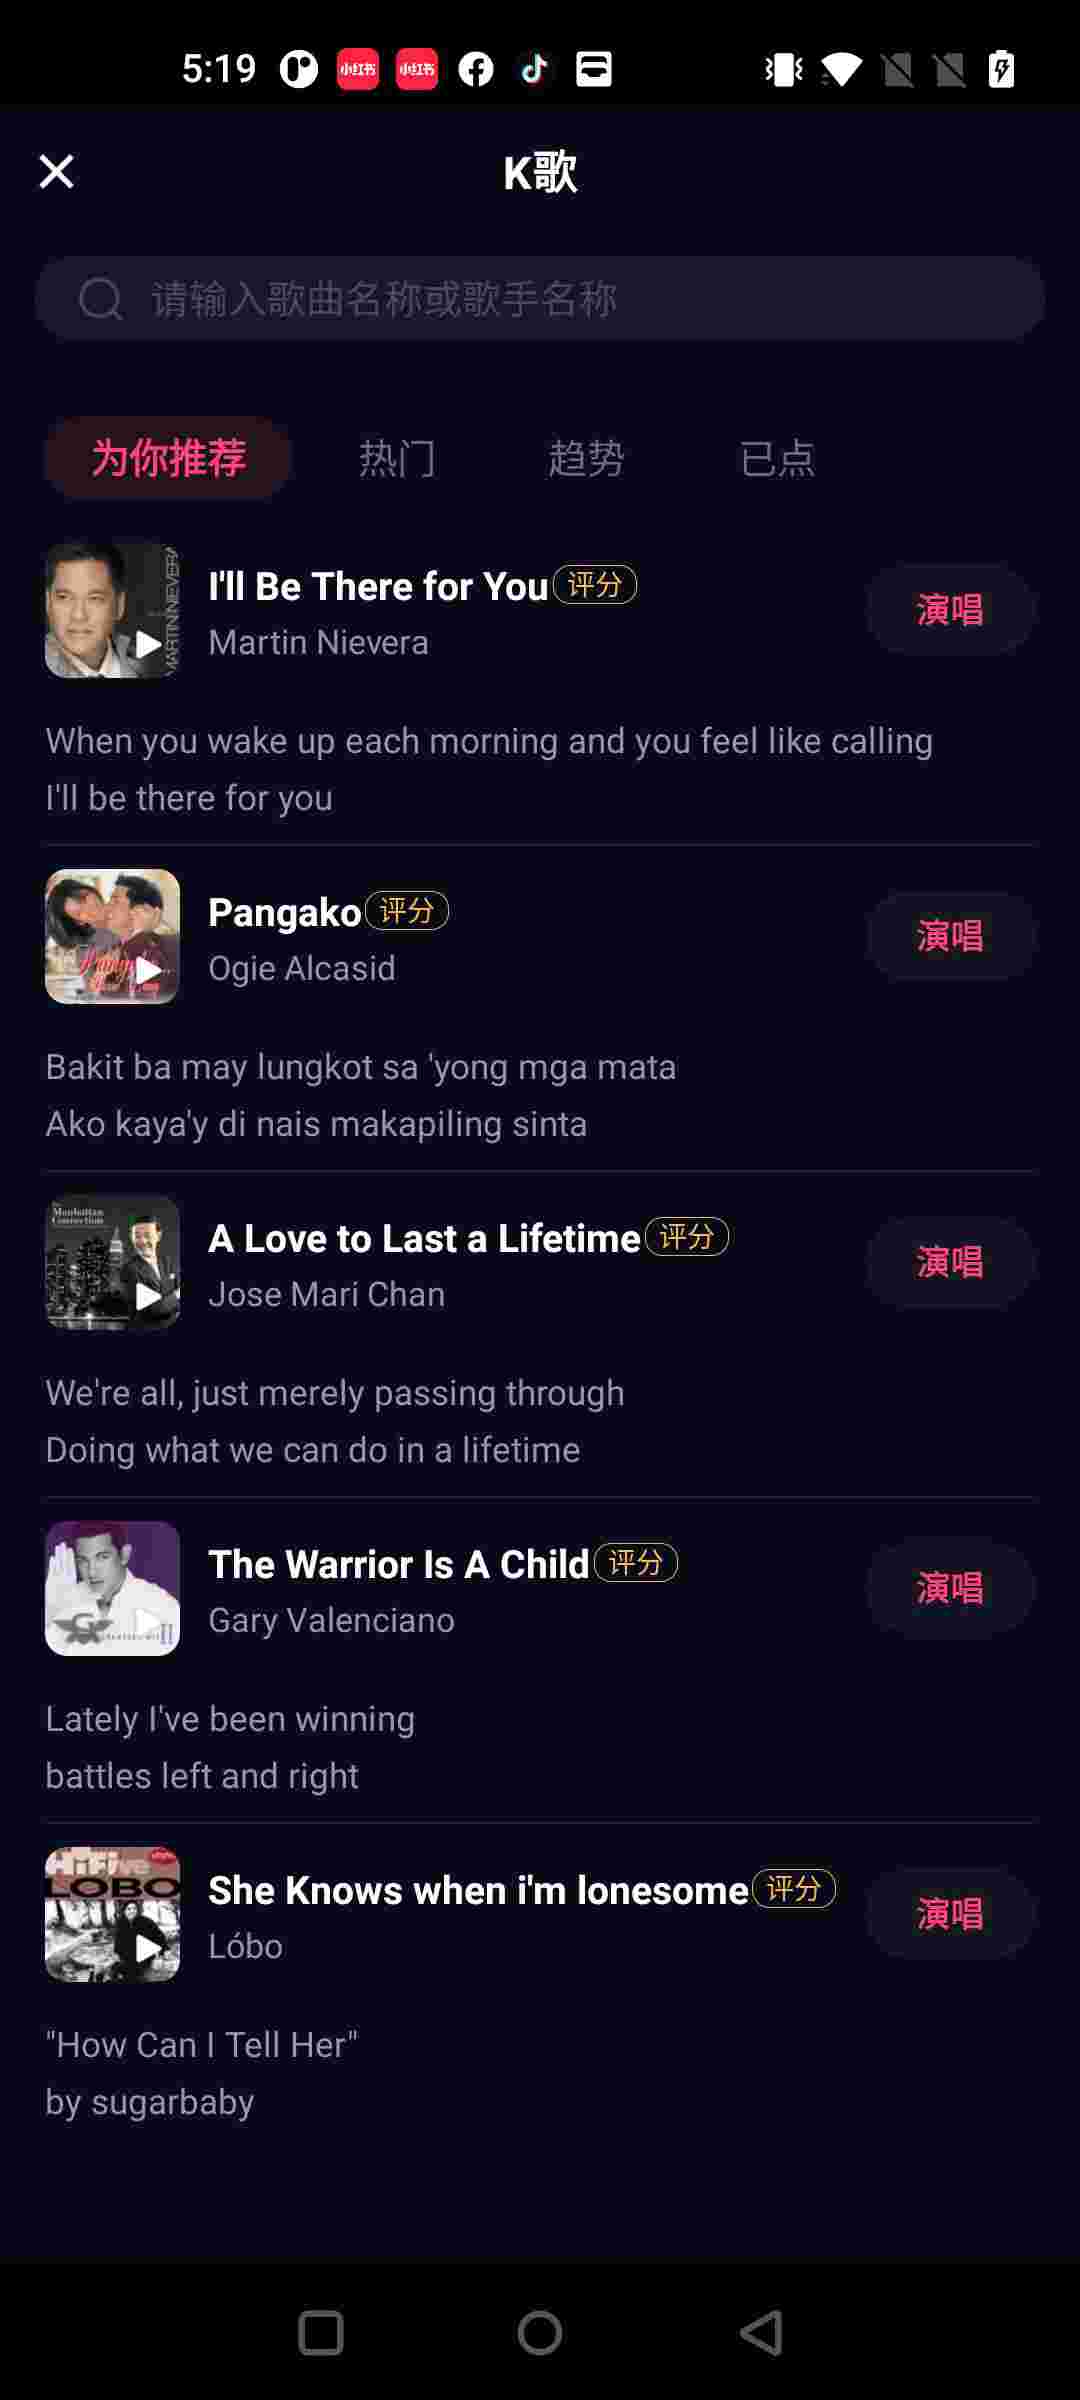 5:19
小红书
小红书
K歌
请输入歌曲名称或歌手名称
为你推荐
热门
趋势
已点
MARTIN NIEVERA
I'll Be There for You
评分
Martin Nievera
演唱
When you wake up each morning and you feel like calling
I'll be there for you
Pangako
评分
Ogie Alcasid
演唱
Bakit ba may lungkot sa 'yong mga mata
Ako kaya'y di nais makapiling sinta
Manhattan
Connection
A Love to Last a Lifetime
评分
Jose Mari Chan
演唱
We're all, just merely passing through
Doing what we can do in a lifetime
The Warrior Is A Child
评分
Gary Valenciano
演唱
Lately I've been winning
battles left and right
HiFive
LOBO
She Knows when i'm lonesome
评分
Lóbo
演唱
"How Can I Tell Her"
by sugarbaby